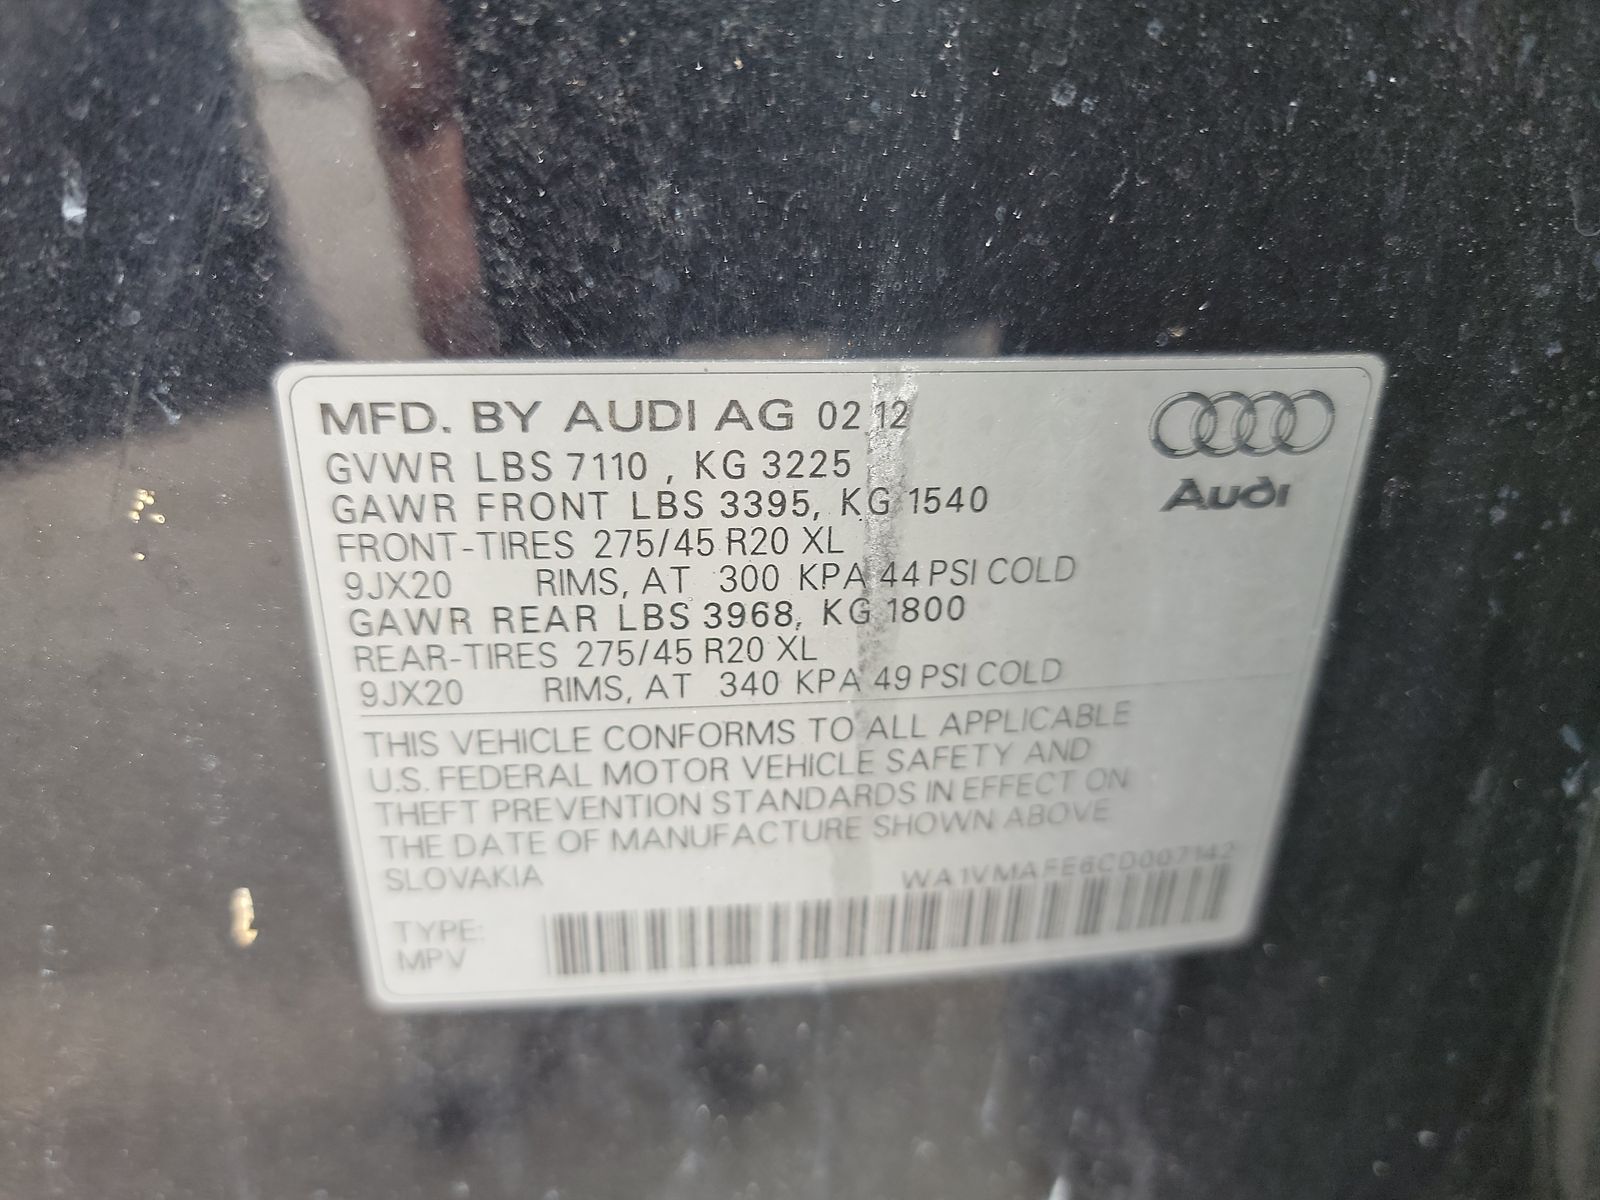 MFD. BY AUDI AG 02 12
GVWR LBS 7110 , KG 3225
GAWR FRONT LBS 3395, KG 1540
FRONT-TIRES 275/45 R20 XL
9JX20 RIMS, AT 300 KPA 44 PSI COLD
GAWR REAR LBS 3968, KG 1800
REAR-TIRES 275/45 R20 XL
9JX20 RIMS, AT 340 KPA 49 PSI COLD
Audi
THIS VEHICLE CONFORMS TO ALL APPLICABLE
U.S. FEDERAL MOTOR VEHICLE SAFETY AND
THEFT PREVENTION STANDARDS IN EFFECT ON
THE DATE OF MANUFACTURE SHOWN ABOVE
SLOVAKIA
WA1VMAFE6CD007142
TYPE:
MPV